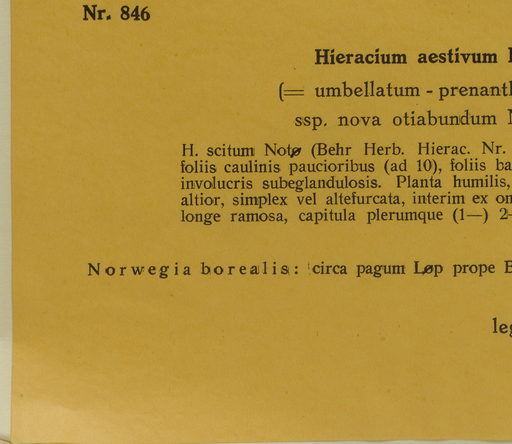 Nr. 846
Hieracium aestivum
(= umbellatum - prenanth
ssp. nova otiabundum
H. scitum Notø (Behr Herb. Hierac. Nr.
foliis caulinis paucioribus (ad 10), foliis ba
involucris subeglandulosis. Planta humilis,
altior, simplex vel altefurcata, interim ex om
longe ramosa, capitula plerumque (1—) 2-
Norwegia borealis: circa pagum Løp prope
leg